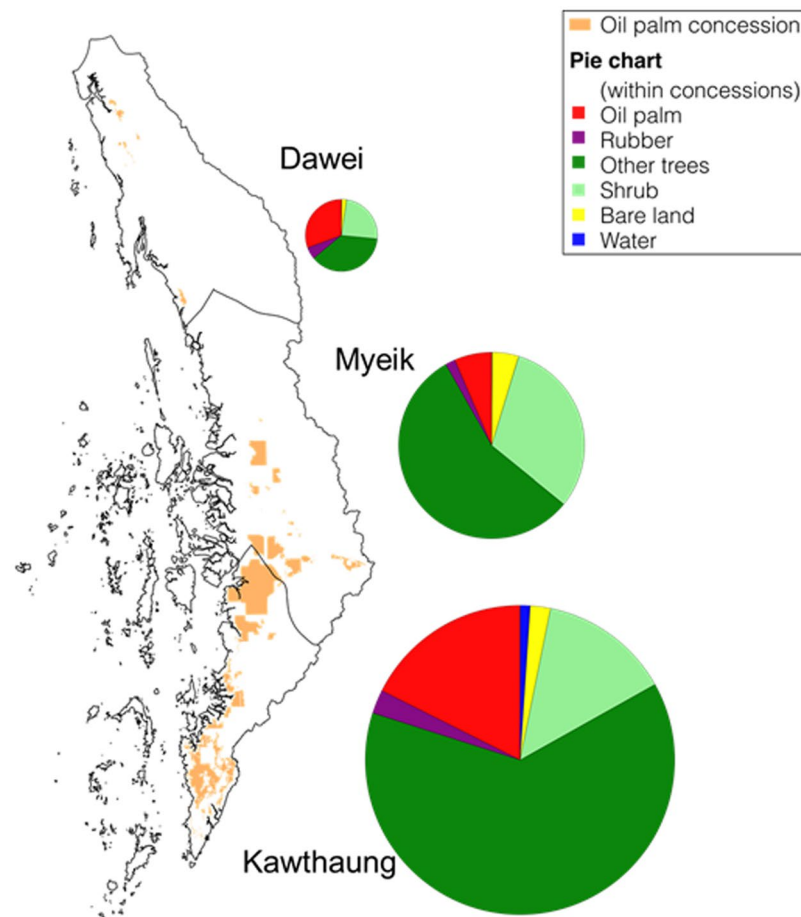 Oil palm concession
Pie chart
(within concessions)
Oil palm
Rubber
Other trees
Shrub
Bare land
Water
Dawei
Myeik
Kawthaung